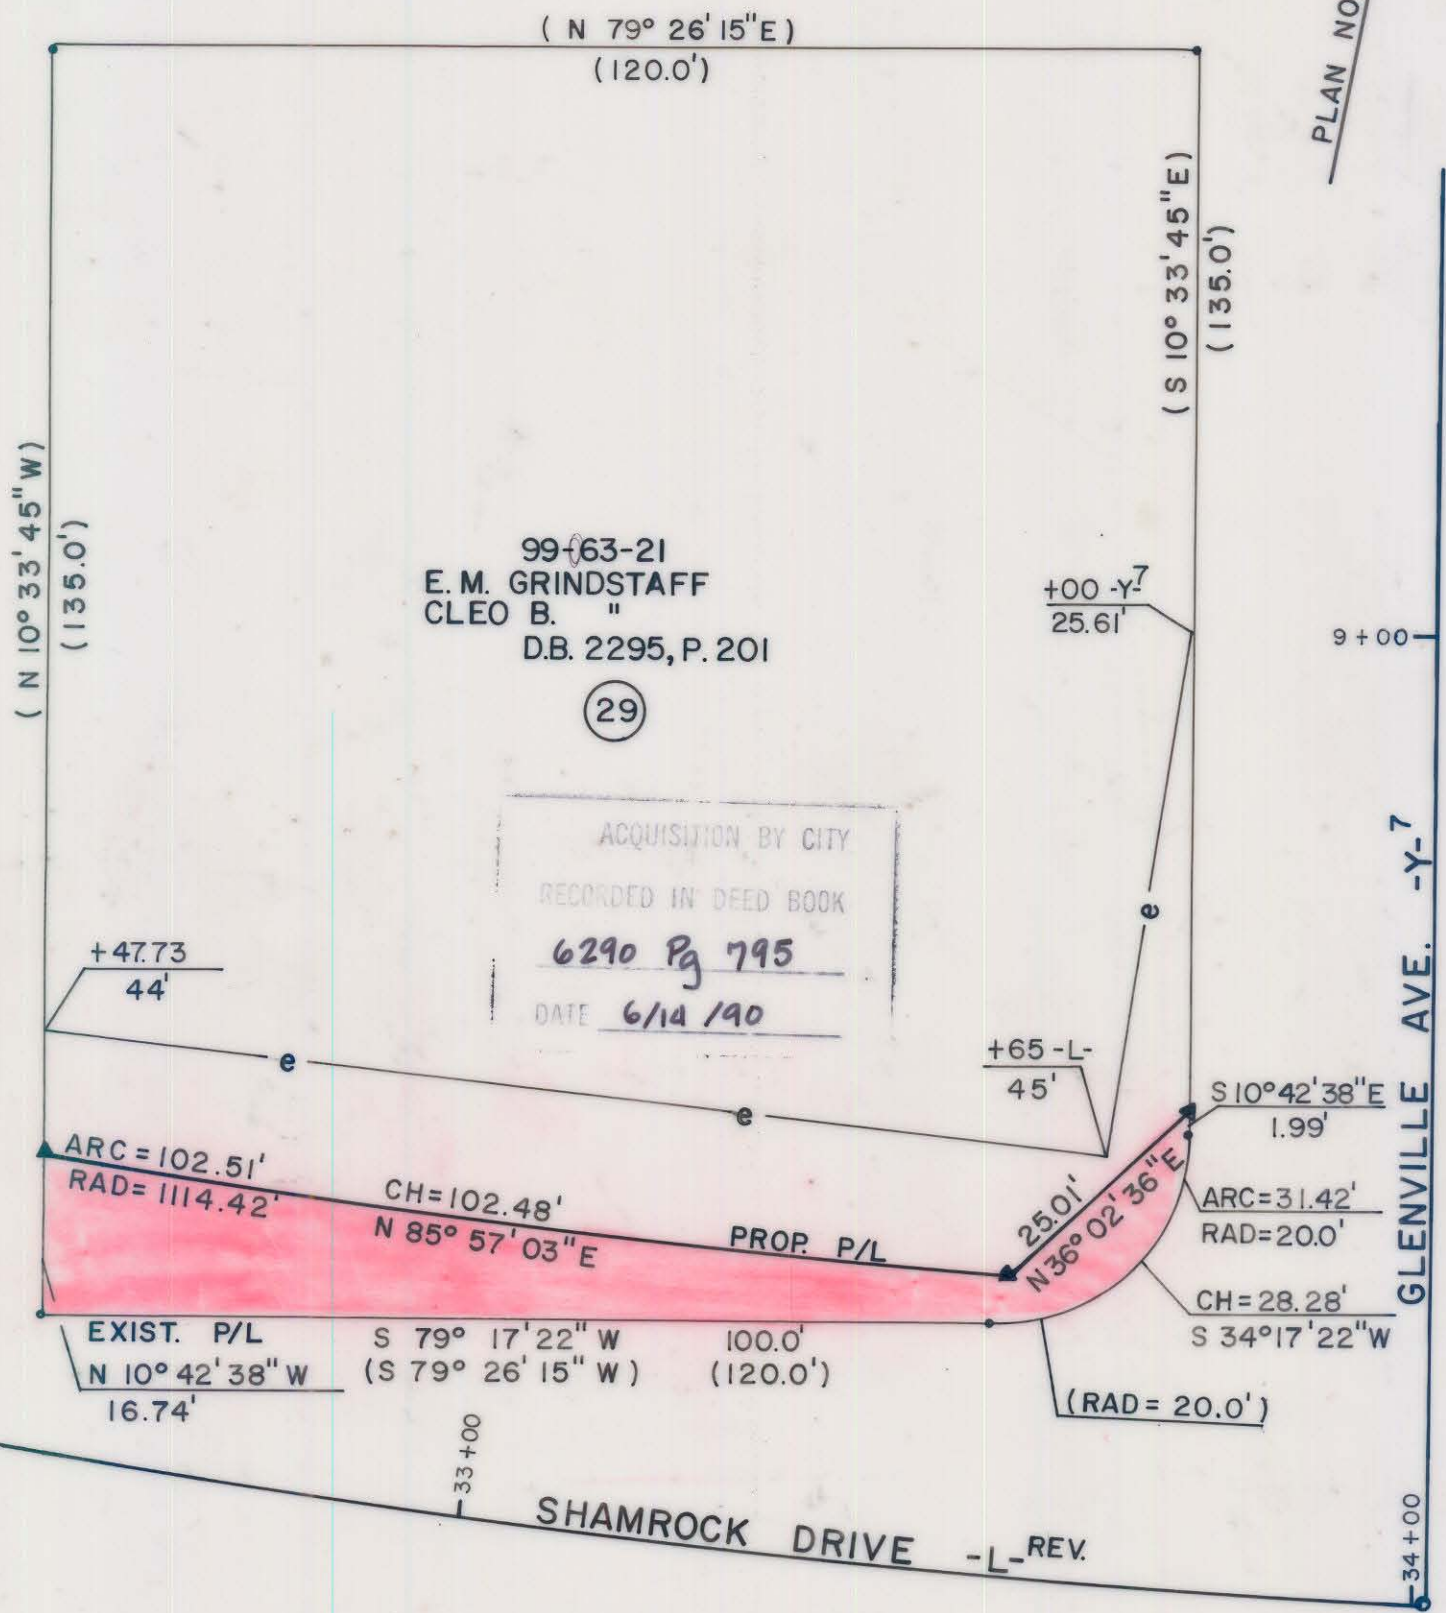 ( N 79° 26' 15" E )
(120.0')
PLAN NO
( S 10° 33' 45" E )
(135.0')
( N 10° 33' 45" W )
(135.0')
99-063-21
E. M. GRINDSTAFF
CLEO B. "
D.B. 2295, P. 201
29
+00 -Y-7
25.61'
9+00
ACQUISITION BY CITY
RECORDED IN DEED BOOK
6290 Pg 795
DATE 6/14/90
+47.73
44'
e
e
e
+65 -L-
45'
S 10° 42' 38" E
1.99'
ARC = 102.51'
RAD = 1114.42'
CH = 102.48'
N 85° 57' 03" E
PROP. P/L
25.01'
N 36° 02' 36" E
ARC = 31.42'
RAD = 20.0'
CH = 28.28'
S 34° 17' 22" W
GLENVILLE AVE. -Y-7
EXIST. P/L
S 79° 17' 22" W
100.0'
N 10° 42' 38" W
(S 79° 26' 15" W)
(120.0')
16.74'
(RAD = 20.0')
33+00
SHAMROCK DRIVE -L- REV.
34+00